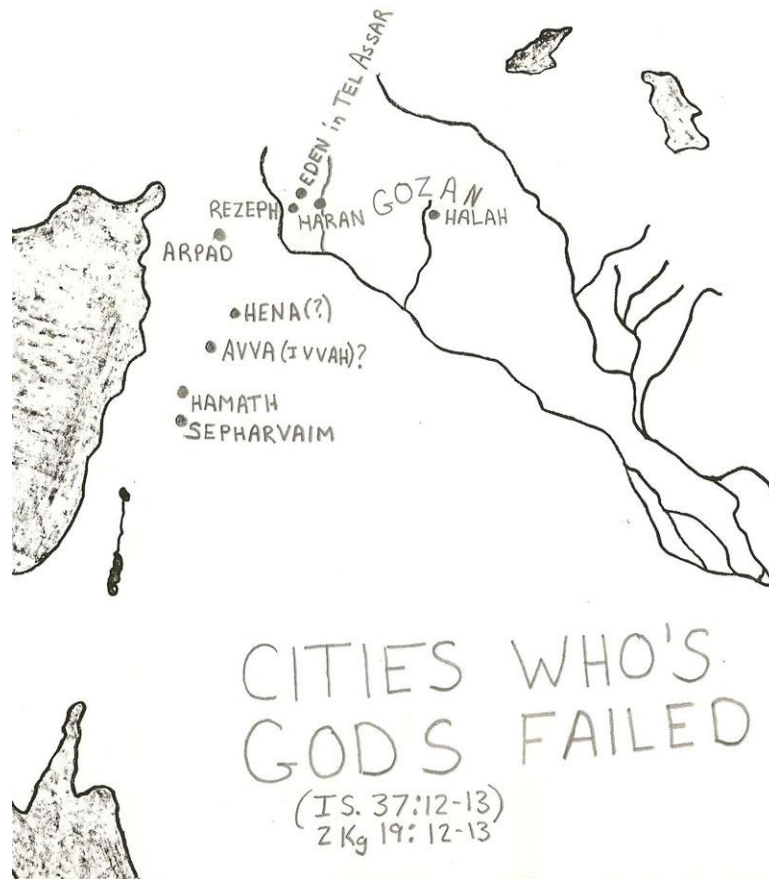 EDEN in TEL ASSAR
GOZAN
REZEPH
HARAN
HALAH
ARPAD
HENA(?)
AVVA (IVVAH)?
HAMATH
SEPHARVAIM
CITIES WHO'S
GODS FAILED
(IS. 37:12-13)
2 Kg 19:12-13